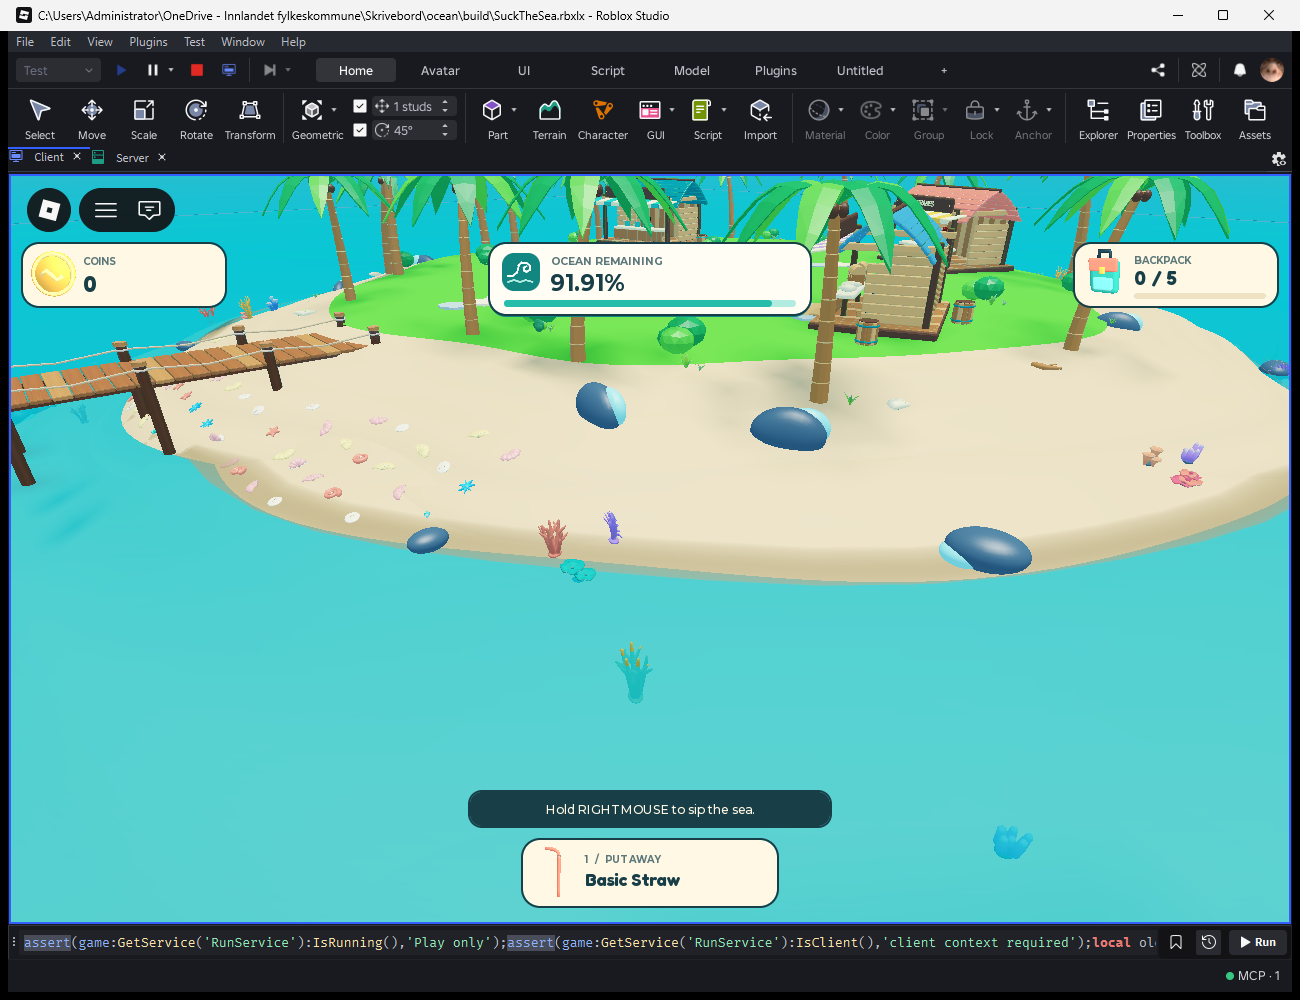 C:\Users\Administrator\OneDrive - Innlandet fylkeskommune\Skrivebord\ocean\build\SuckTheSea.rbxlx - Roblox Studio
File Edit View Plugins Test Window Help
Test Home Avatar UI Script Model Plugins Untitled +
1 studs
45°
Select Move Scale Rotate Transform Geometric Part Terrain Character GUI Script Import Material Color Group Lock Anchor Explorer Properties Toolbox Assets
Client Server
COINS
0
OCEAN REMAINING
91.91%
BACKPACK
0 / 5
Hold RIGHTMOUSE to sip the sea.
1 / PUT AWAY
Basic Straw
assert(game:GetService('RunService'):IsRunning(),'Play only');assert(game:GetService('RunService'):IsClient(),'client context required');local
Run
MCP · 1